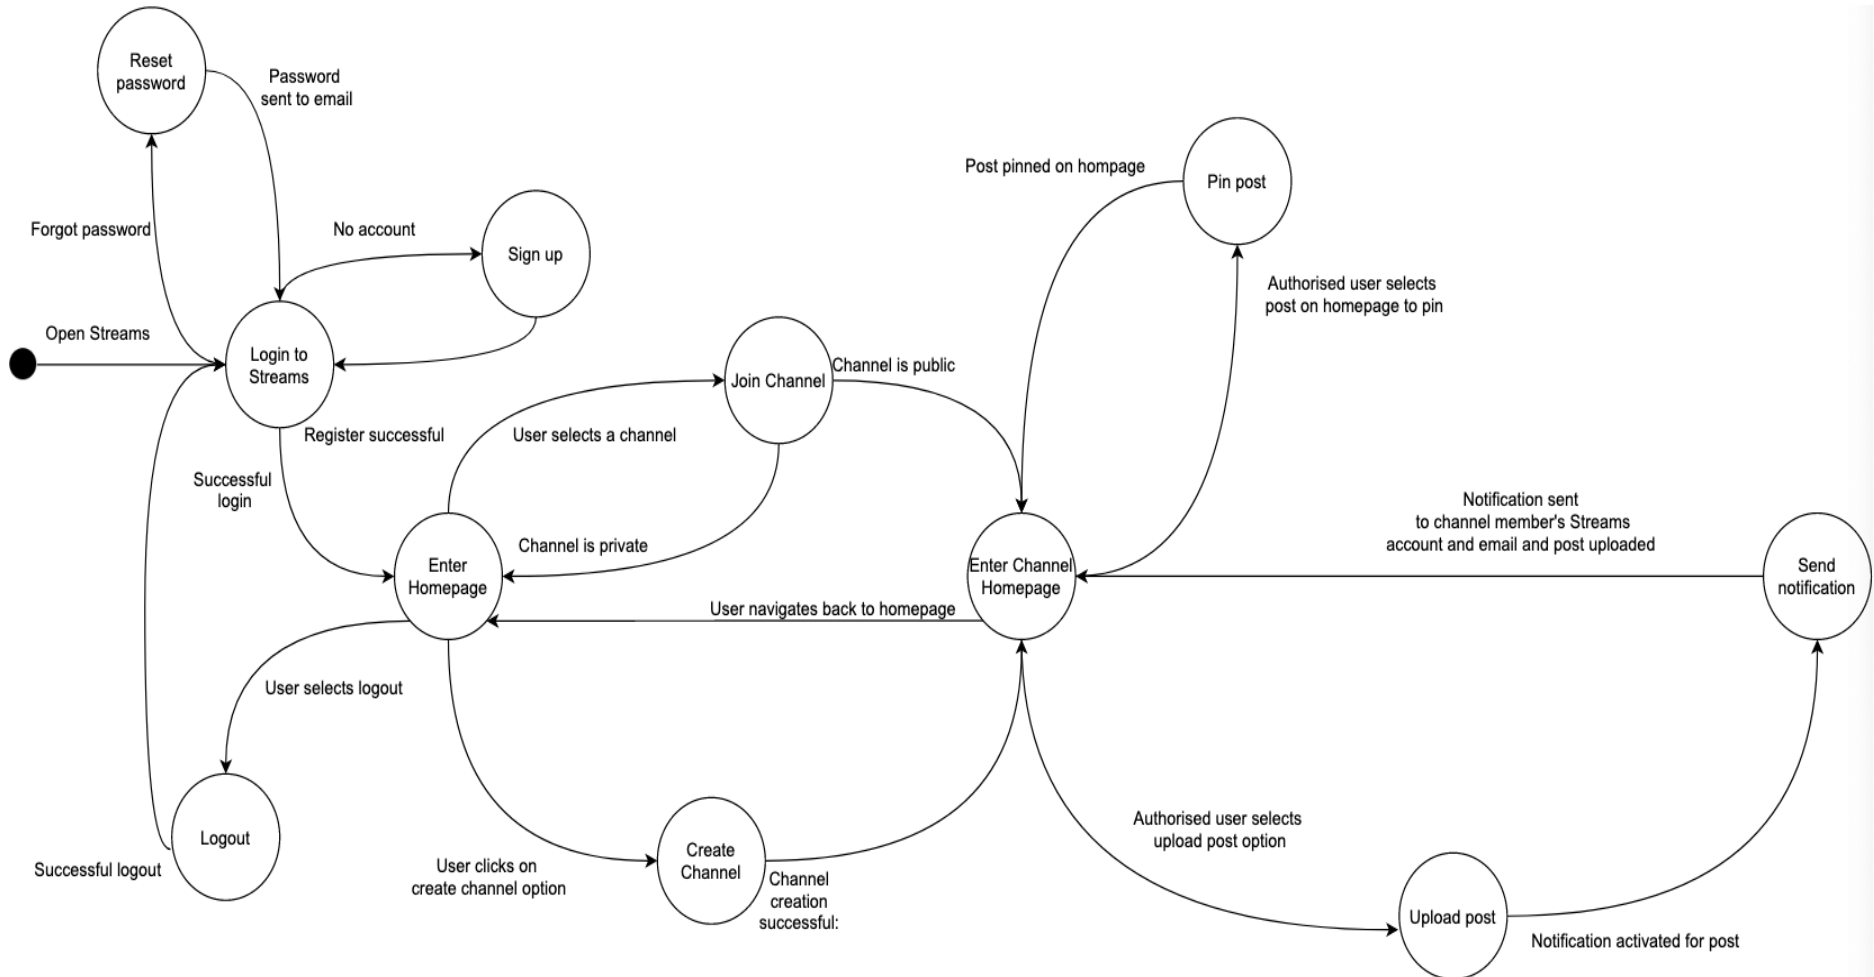 Reset
password
Password
sent to email
Post pinned on hompage
Pin post
Forgot password
No account
Sign up
Authorised user selects
post on homepage to pin
Open Streams
Login to
Streams
Join Channel
Channel is public
Register successful
User selects a channel
Successful
login
Notification sent
to channel member's Streams
account and email and post uploaded
Channel is private
Enter
Homepage
Enter Channel
Homepage
Send
notification
User navigates back to homepage
User selects logout
Logout
Successful logout
User clicks on
create channel option
Create
Channel
Channel
creation
successful:
Authorised user selects
upload post option
Upload post
Notification activated for post